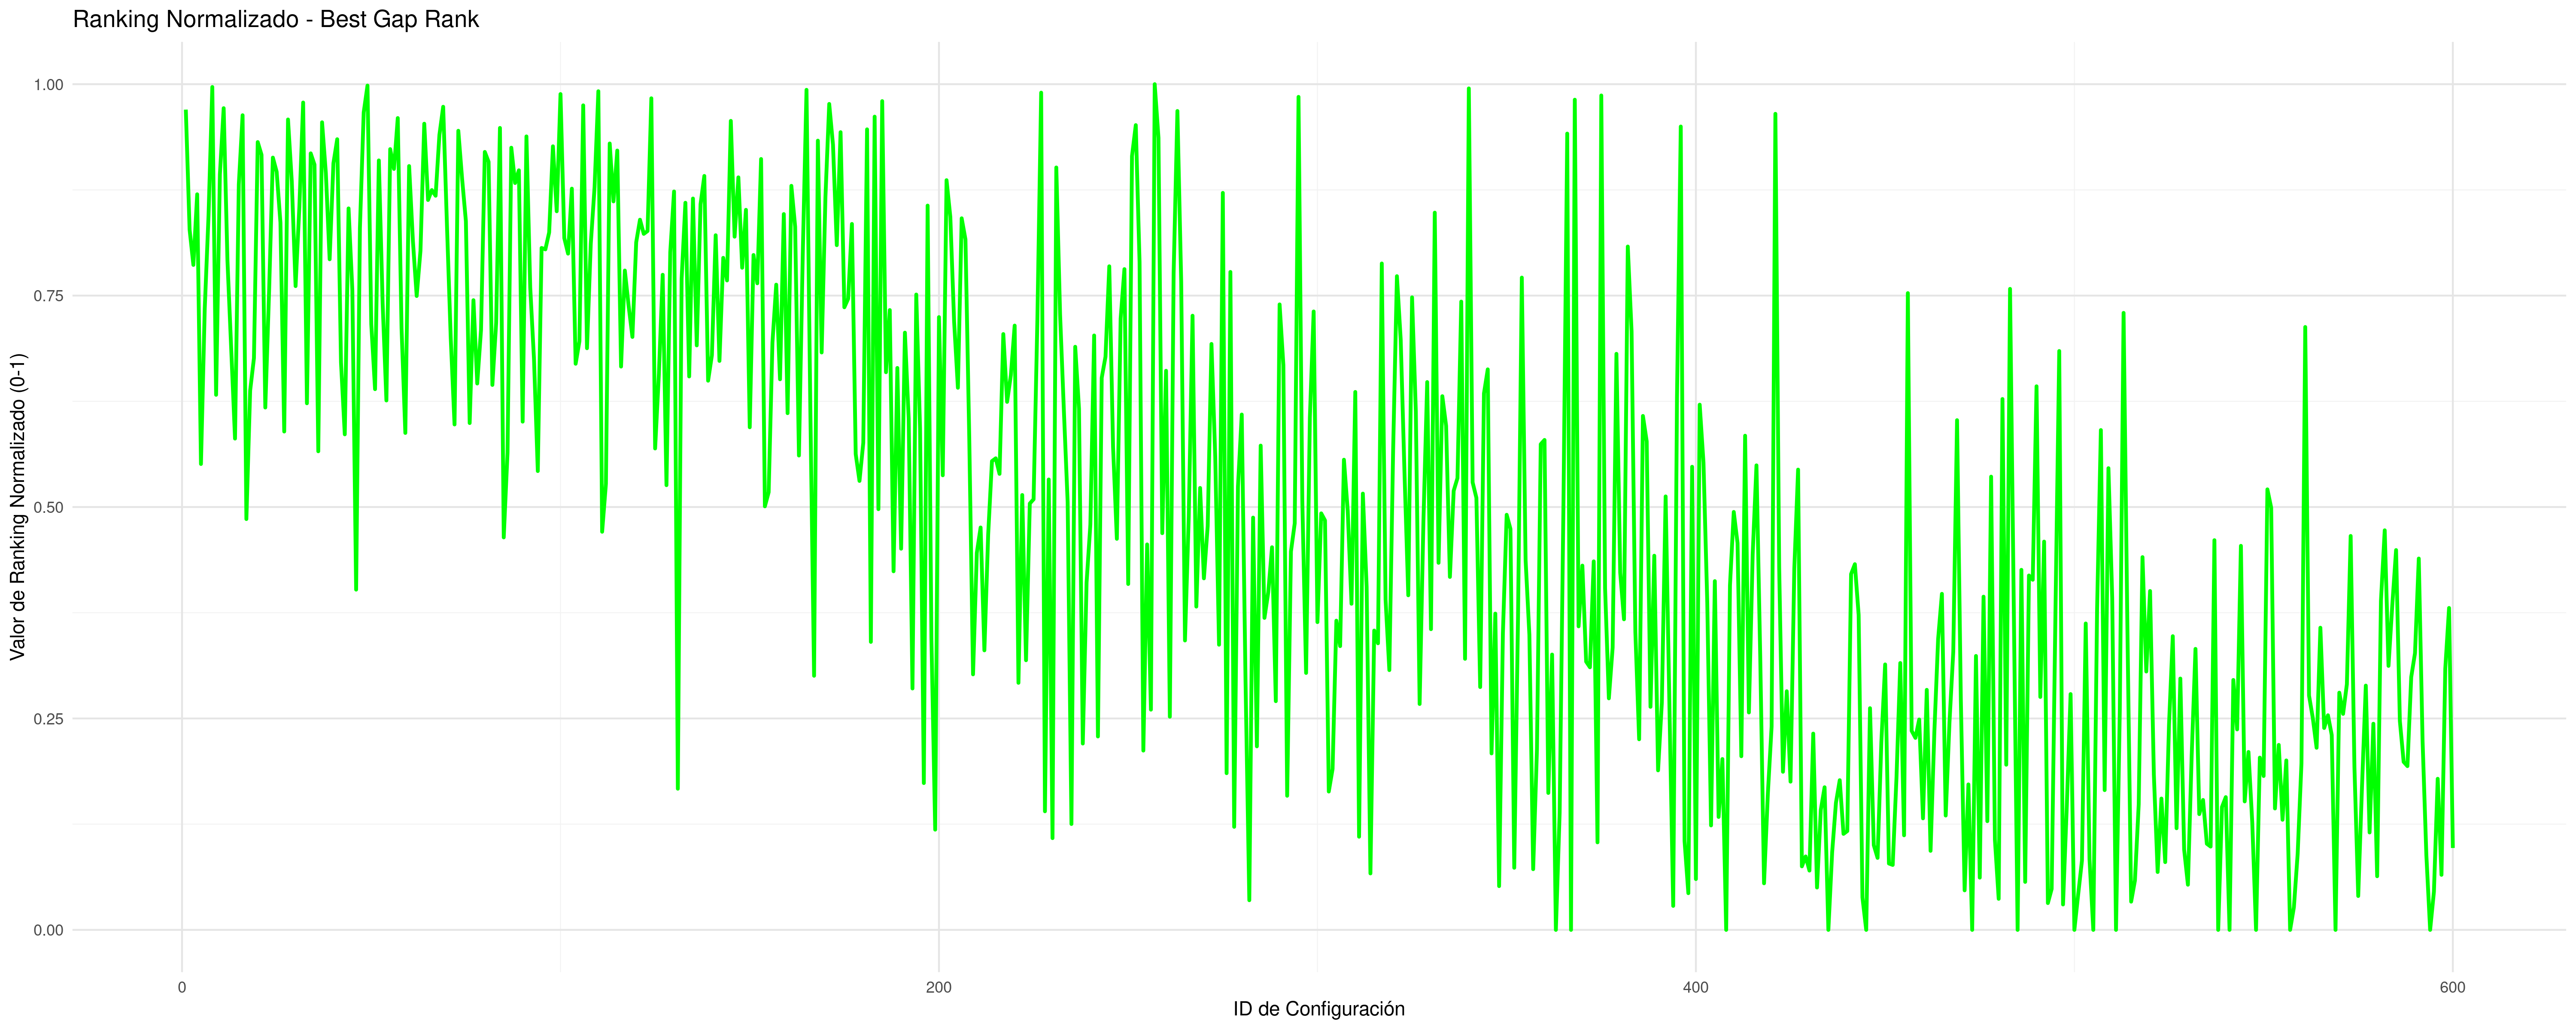 Ranking Normalizado - Best Gap Rank
Valor de Ranking Normalizado (0-1)
1.00
0.75
0.50
0.25
0.00
0 200 400 600
ID de Configuración